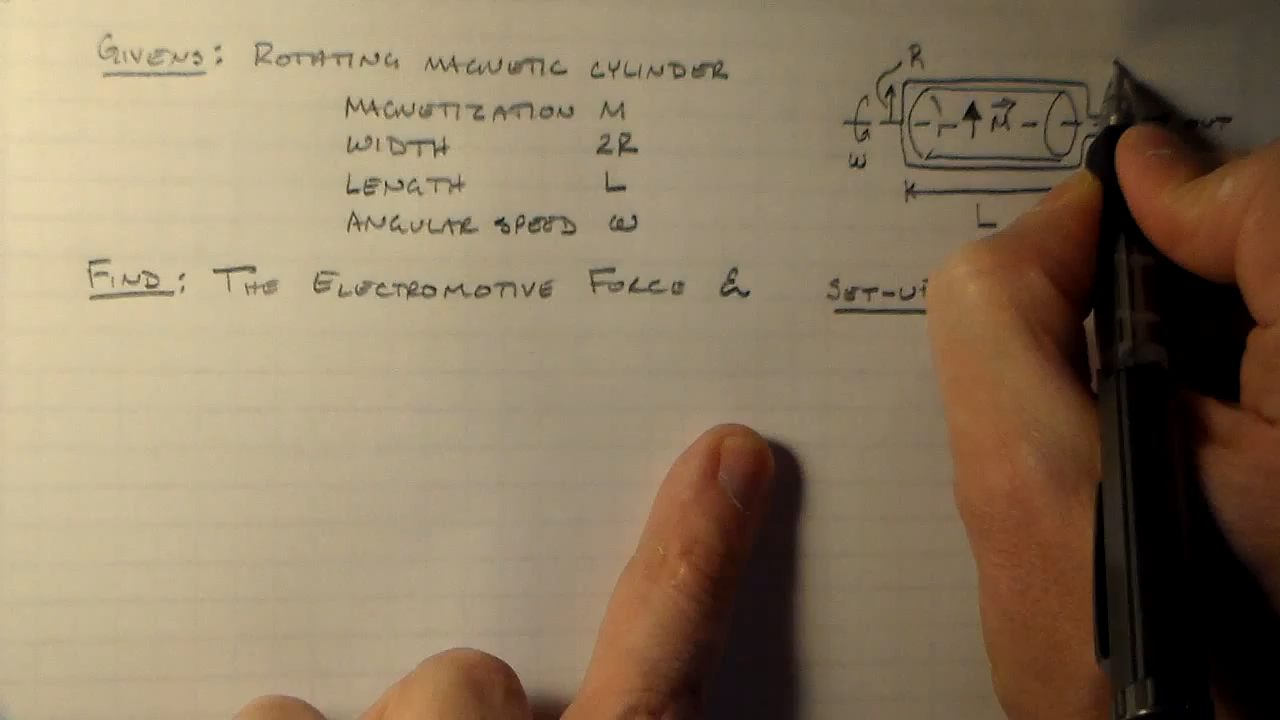 GIVENS: ROTATING MAGNETIC CYLINDER
MAGNETIZATION M
WIDTH 2R
LENGTH L
ANGULAR SPEED ω
FIND: THE ELECTROMOTIVE FORCE &
R
M⃗
ω
L